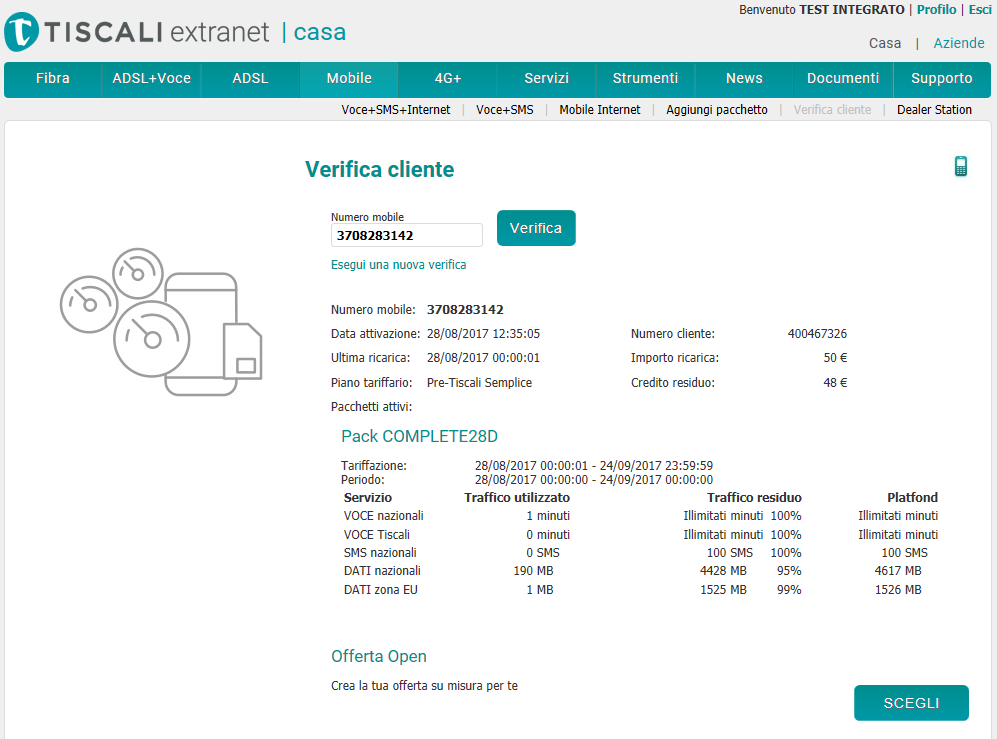 Benvenuto TEST INTEGRATO | Profilo | Esci
TISCALI extranet | casa
Casa | Aziende
Fibra ADSL+Voce ADSL Mobile 4G+ Servizi Strumenti News Documenti Supporto
Voce+SMS+Internet | Voce+SMS | Mobile Internet | Aggiungi pacchetto | Verifica cliente | Dealer Station
Verifica cliente
Numero mobile
3708283142 Verifica
Esegui una nuova verifica
Numero mobile: 3708283142
Data attivazione: 28/08/2017 12:35:05 Numero cliente: 400467326
Ultima ricarica: 28/08/2017 00:00:01 Importo ricarica: 50 €
Piano tariffario: Pre-Tiscali Semplice Credito residuo: 48 €
Pacchetti attivi:
Pack COMPLETE28D
Tariffazione: 28/08/2017 00:00:01 - 24/09/2017 23:59:59
Periodo: 28/08/2017 00:00:00 - 24/09/2017 00:00:00
Servizio Traffico utilizzato Traffico residuo Platfond
VOCE nazionali 1 minuti Illimitati minuti 100% Illimitati minuti
VOCE Tiscali 0 minuti Illimitati minuti 100% Illimitati minuti
SMS nazionali 0 SMS 100 SMS 100% 100 SMS
DATI nazionali 190 MB 4428 MB 95% 4617 MB
DATI zona EU 1 MB 1525 MB 99% 1526 MB
Offerta Open
Crea la tua offerta su misura per te
SCEGLI